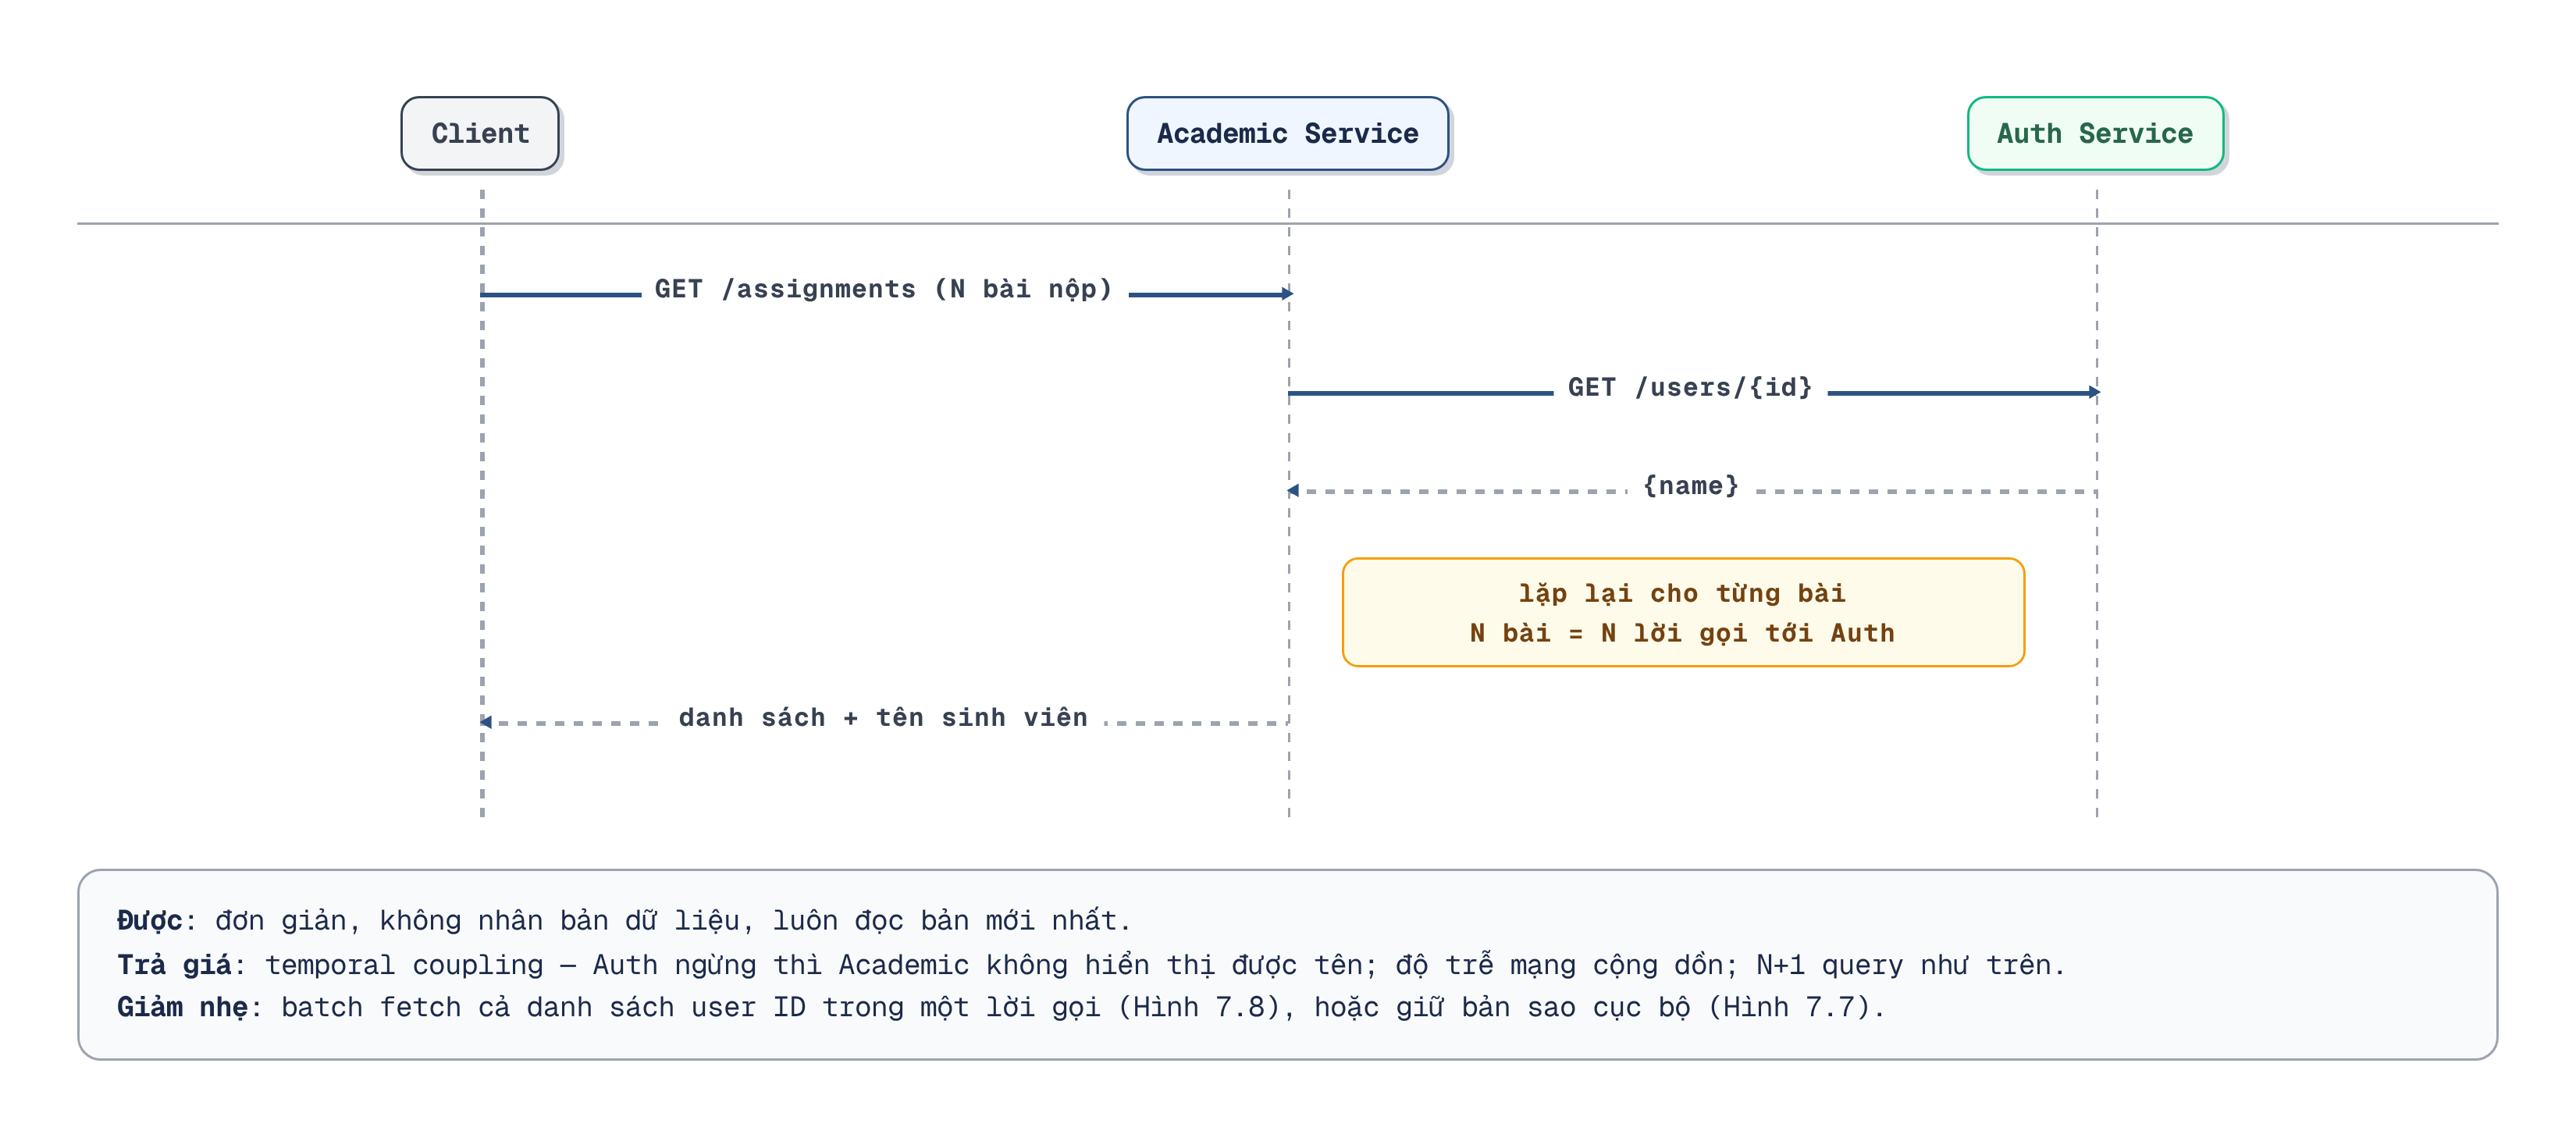 Client
Academic Service
Auth Service
GET /assignments (N bài nộp)
GET /users/{id}
{name}
lặp lại cho từng bài
N bài = N lời gọi tới Auth
danh sách + tên sinh viên
Được: đơn giản, không nhân bản dữ liệu, luôn đọc bản mới nhất.
Trả giá: temporal coupling — Auth ngừng thì Academic không hiển thị được tên; độ trễ mạng cộng dồn; N+1 query như trên.
Giảm nhẹ: batch fetch cả danh sách user ID trong một lời gọi (Hình 7.8), hoặc giữ bản sao cục bộ (Hình 7.7).